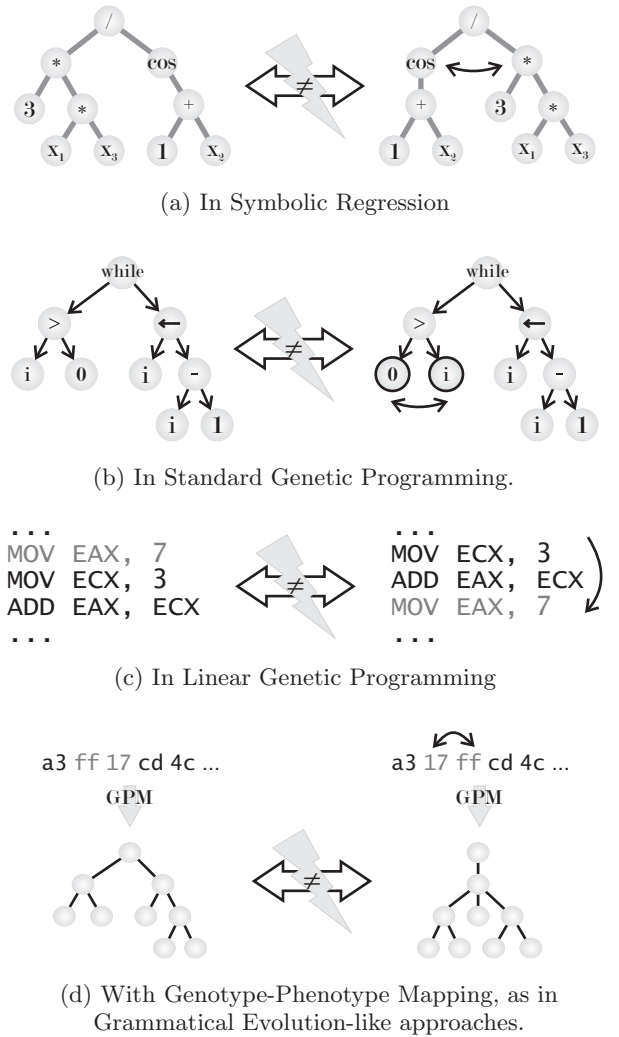 / /
* cos ≠ cos *
3 * + + 3 *
x₁ x₃ 1 x₂ 1 x₂ x₁ x₃
(a) In Symbolic Regression
while while
> ← ≠ > ←
i 0 i - 0 i i -
i 1 i 1
(b) In Standard Genetic Programming.
... ...
MOV EAX, 7 MOV ECX, 3
MOV ECX, 3 ≠ ADD EAX, ECX
ADD EAX, ECX MOV EAX, 7
... ...
(c) In Linear Genetic Programming
a3 ff 17 cd 4c ... a3 17 ff cd 4c ...
GPM GPM
≠
(d) With Genotype-Phenotype Mapping, as in
Grammatical Evolution-like approaches.